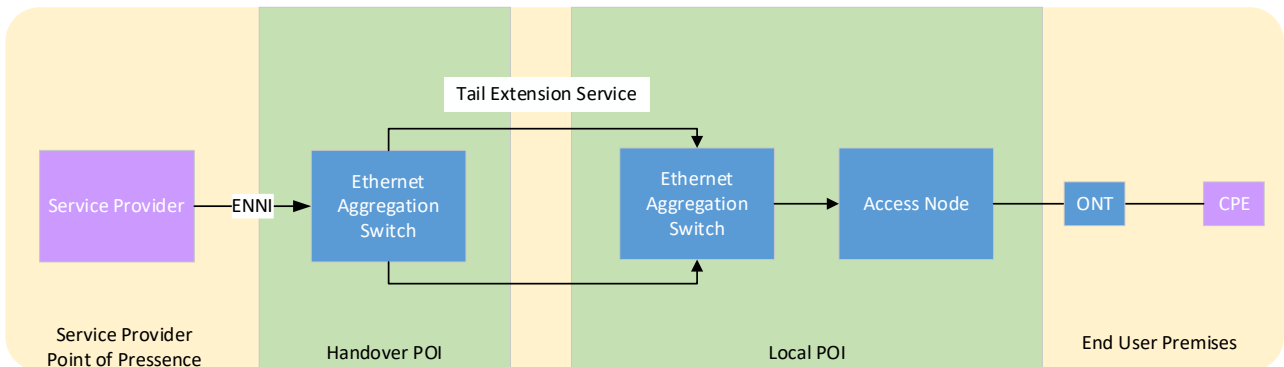 Tail Extension Service
Service Provider
ENNI
Ethernet
Aggregation
Switch
Ethernet
Aggregation
Switch
Access Node
ONT
CPE
Service Provider
Point of Pressence
Handover POI
Local POI
End User Premises